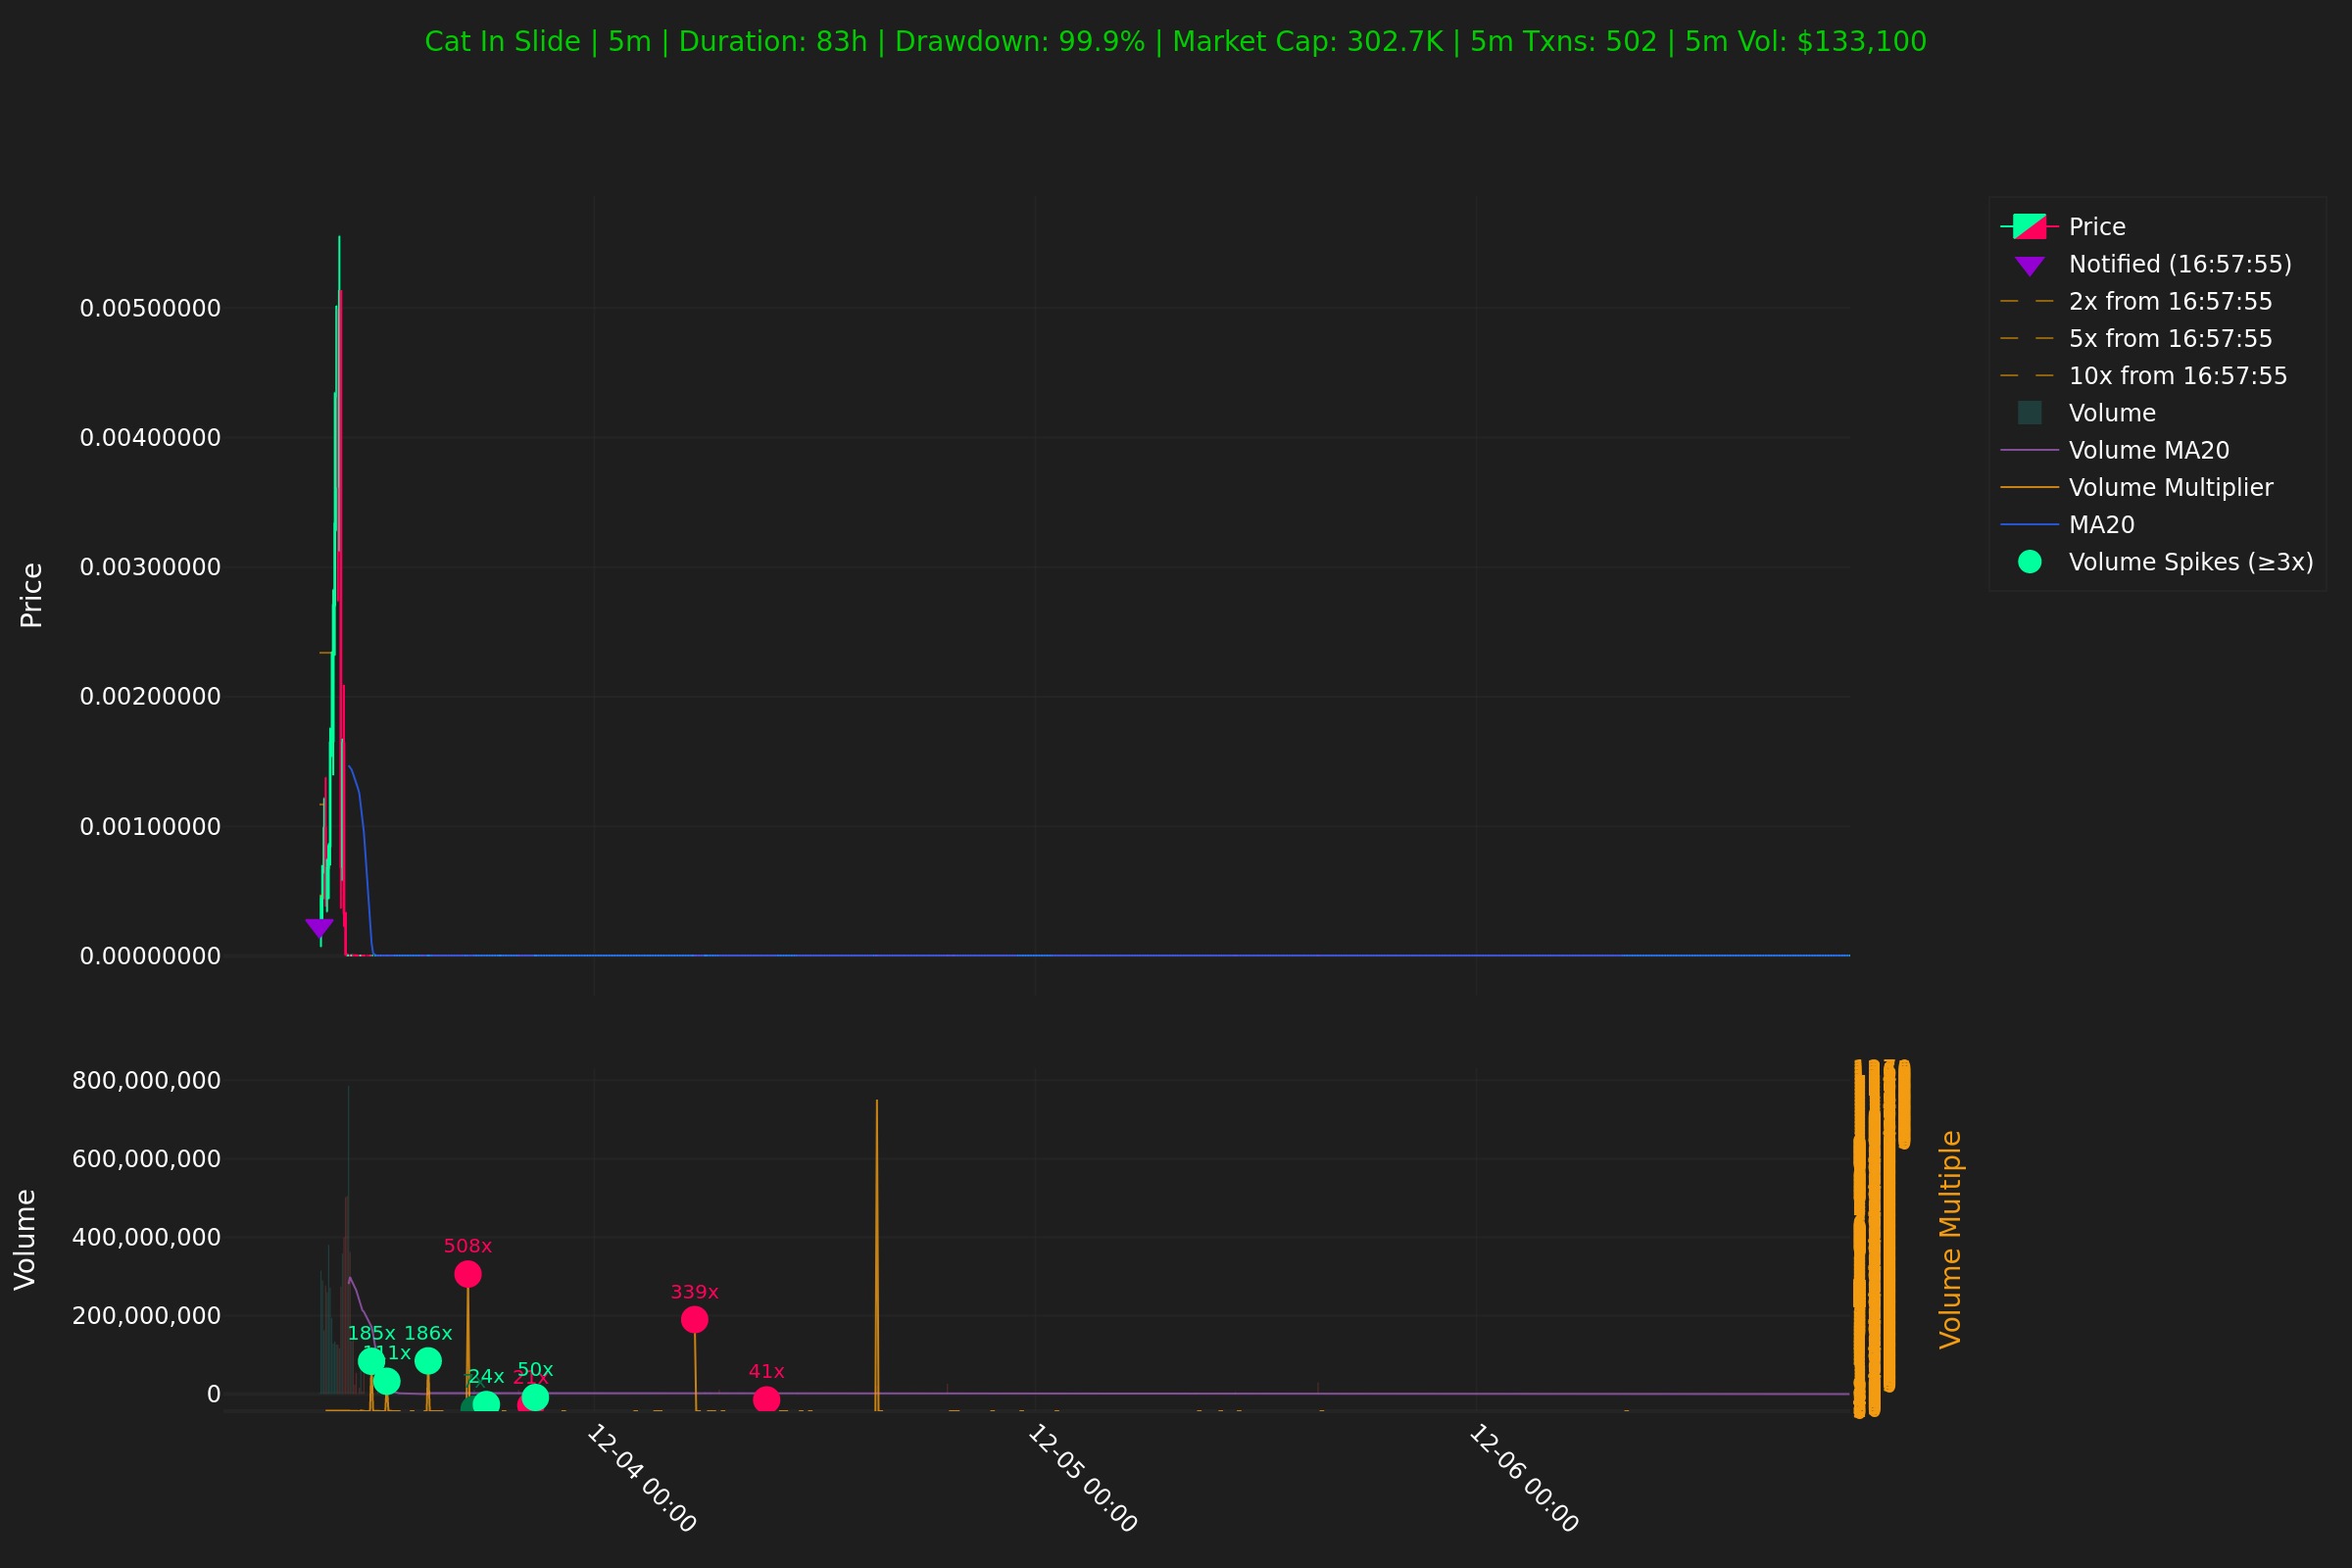 Cat In Slide | 5m | Duration: 83h | Drawdown: 99.9% | Market Cap: 302.7K | 5m Txns: 502 | 5m Vol: $133,100
Price
0.00500000
0.00400000
0.00300000
0.00200000
0.00100000
0.00000000
Price
Notified (16:57:55)
2x from 16:57:55
5x from 16:57:55
10x from 16:57:55
Volume
Volume MA20
Volume Multiplier
MA20
Volume Spikes (≥3x)
Volume
800,000,000
600,000,000
400,000,000
200,000,000
0
508x
339x
185x
186x
111x
24x
21x
50x
41x
Volume Multiple
12-04 00:00
12-05 00:00
12-06 00:00